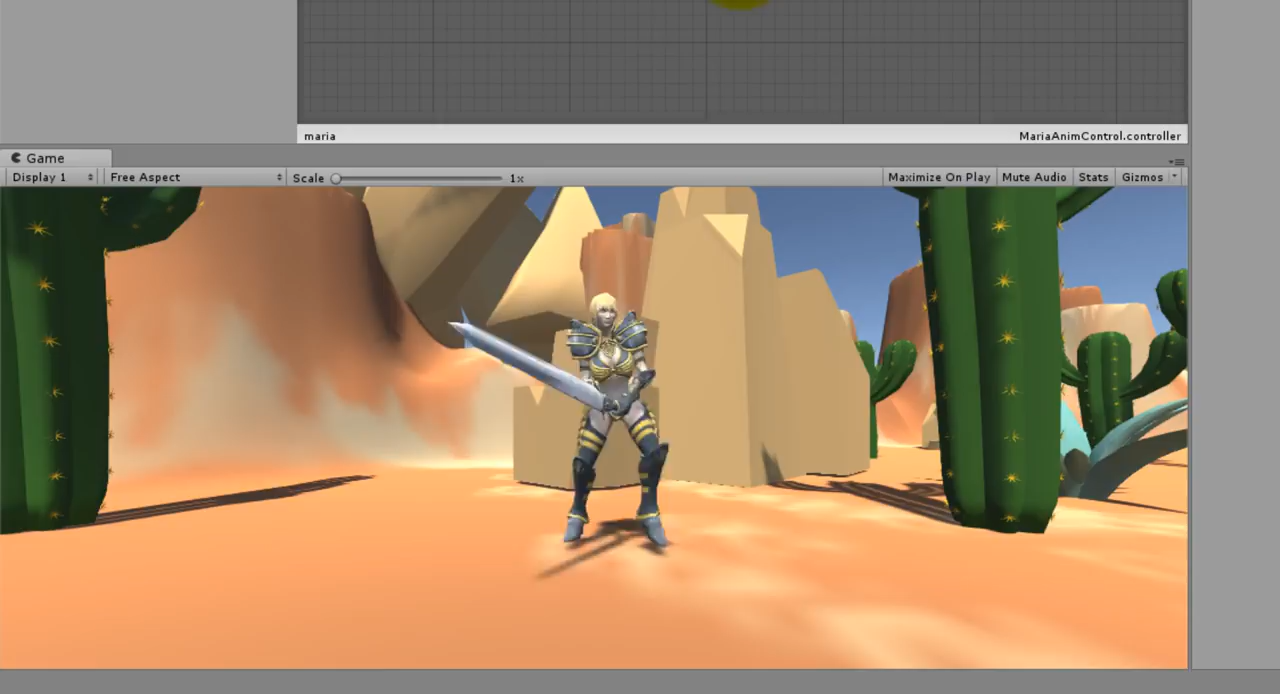 maria MariaAnimControl.controller
Game
Display 1 Free Aspect Scale 1x Maximize On Play Mute Audio Stats Gizmos